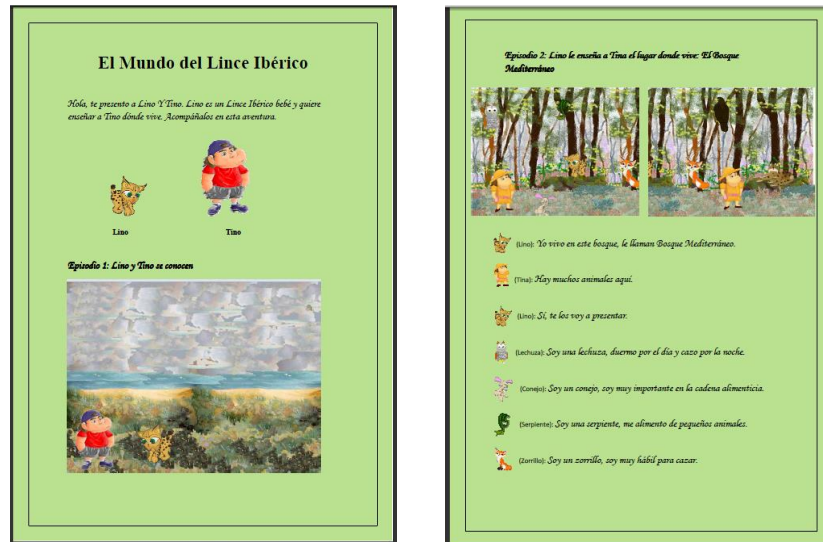 El Mundo del Lince Ibérico
Hola, te presento a Lino Y Tino. Lino es un Lince Ibérico bebé y quiere
enseñar a Tino dónde vive. Acompáñalos en esta aventura.
Lino
Tino
Episodio 1: Lino y Tino se conocen
Episodio 2: Lino le enseña a Tina el lugar donde vive: El Bosque
Mediterráneo
(Lino): Yo vivo en este bosque, le llaman Bosque Mediterráneo.
(Tina): Hay muchos animales aquí.
(Lino): Sí, te los voy a presentar.
(Lechuza): Soy una lechuza, duermo por el día y cazo por la noche.
(Conejo): Soy un conejo, soy muy importante en la cadena alimenticia.
(Serpiente): Soy una serpiente, me alimento de pequeños animales.
(Zorrillo): Soy un zorrillo, soy muy hábil para cazar.